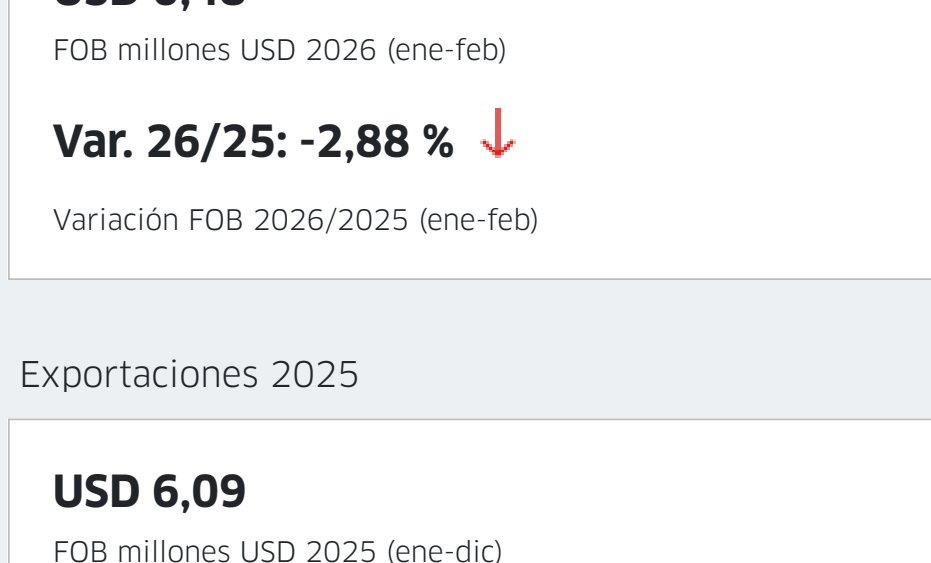 FOB millones USD 2026 (ene-feb)
Var. 26/25: -2,88 %
Variación FOB 2026/2025 (ene-feb)
Exportaciones 2025
USD 6,09
FOB millones USD 2025 (ene-dic)